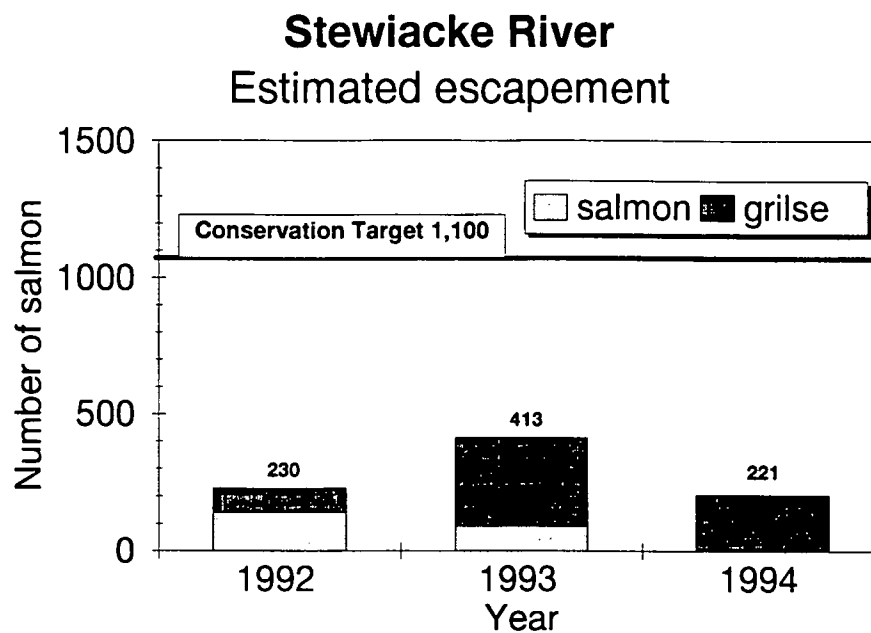 Stewiacke River
Estimated escapement
Number of salmon
1500
1000
500
0
Conservation Target 1,100
salmon grilse
230
413
221
1992 1993 1994
Year